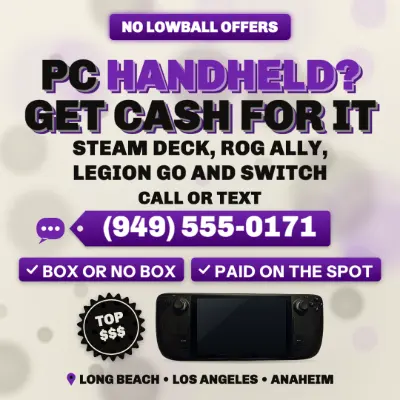 NO LOWBALL OFFERS
PC HANDHELD?
GET CASH FOR IT
STEAM DECK, ROG ALLY,
LEGION GO AND SWITCH
CALL OR TEXT
(949) 555-0171
✓ BOX OR NO BOX ✓ PAID ON THE SPOT
TOP
$$$
LONG BEACH • LOS ANGELES • ANAHEIM